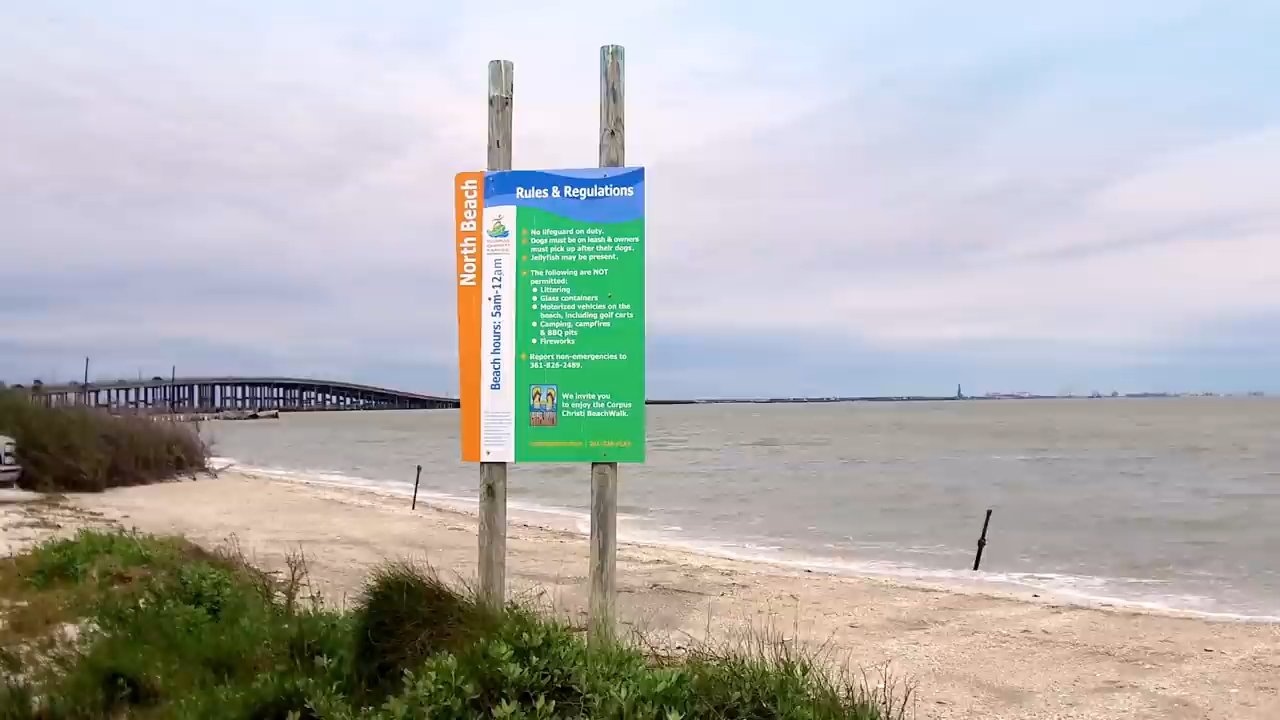 North Beach
Rules & Regulations
Beach hours: 5am-12am
No lifeguard on duty.
Dogs must be on leash & owners
must pick up after their dogs.
Jellyfish may be present.
The following are NOT
permitted:
Littering
Glass containers
Motorized vehicles on the
beach, including golf carts
Camping, campfires
& BBQ pits
Fireworks
Report non-emergencies to
361-826-2489.
We invite you
to enjoy the Corpus
Christi BeachWalk.